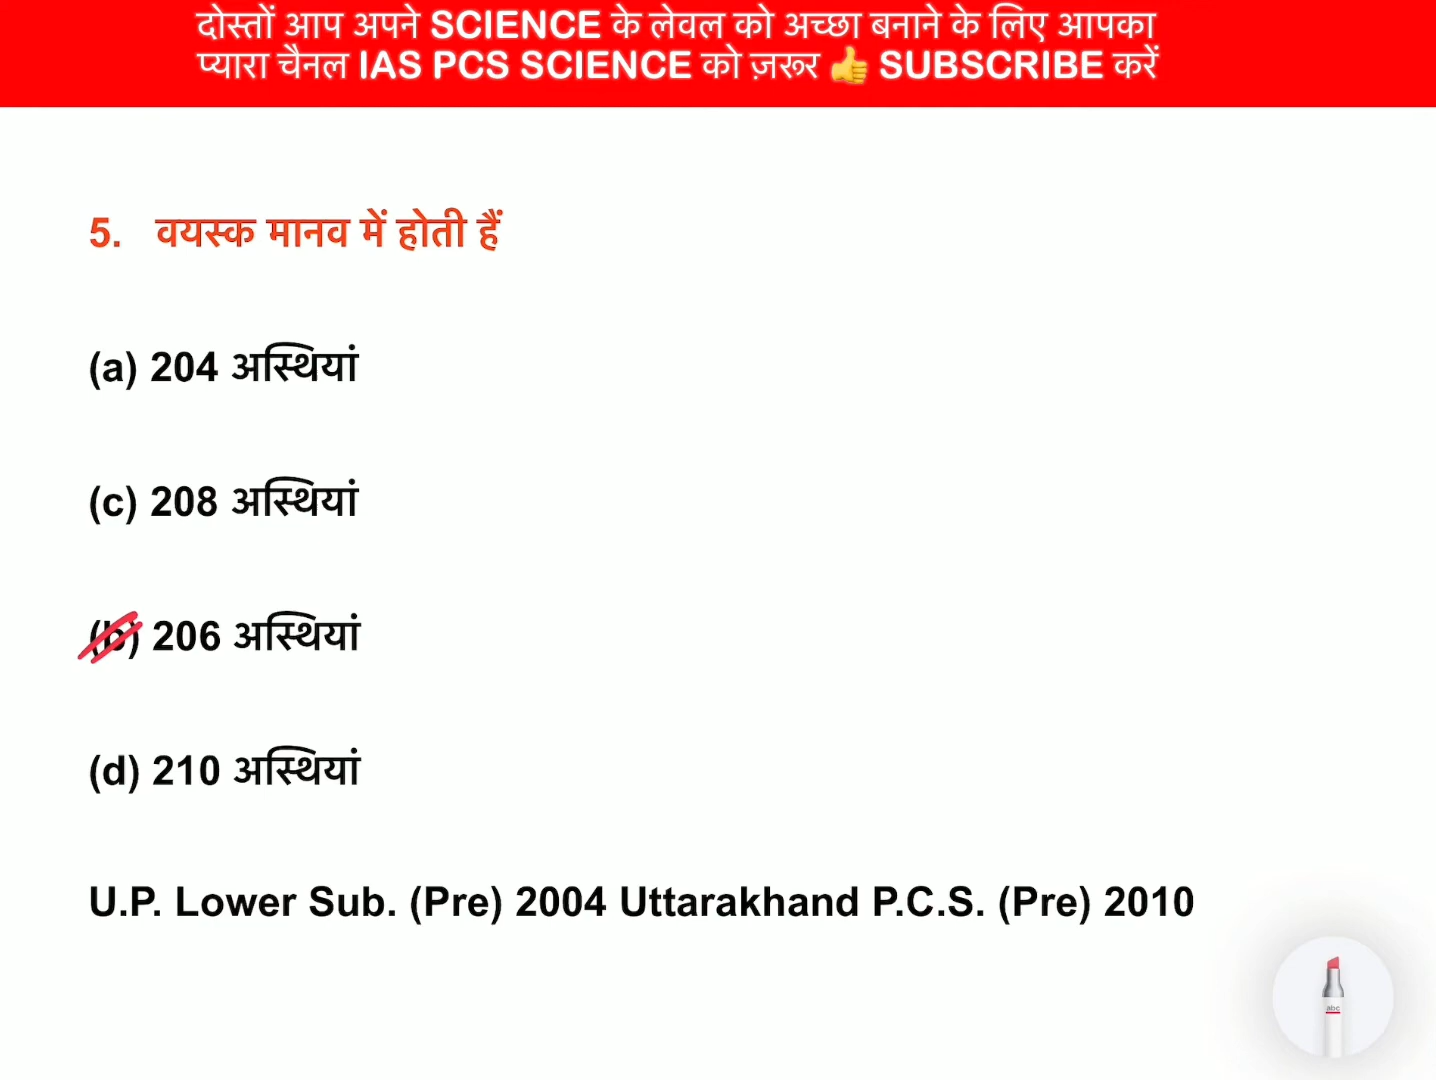 दोस्तों आप अपने SCIENCE के लेवल को अच्छा बनाने के लिए आपका
प्यारा चैनल IAS PCS SCIENCE को ज़रूर 👍 SUBSCRIBE करें
5. वयस्क मानव में होती हैं
(a) 204 अस्थियां
(c) 208 अस्थियां
(b) 206 अस्थियां
(d) 210 अस्थियां
U.P. Lower Sub. (Pre) 2004 Uttarakhand P.C.S. (Pre) 2010
abc